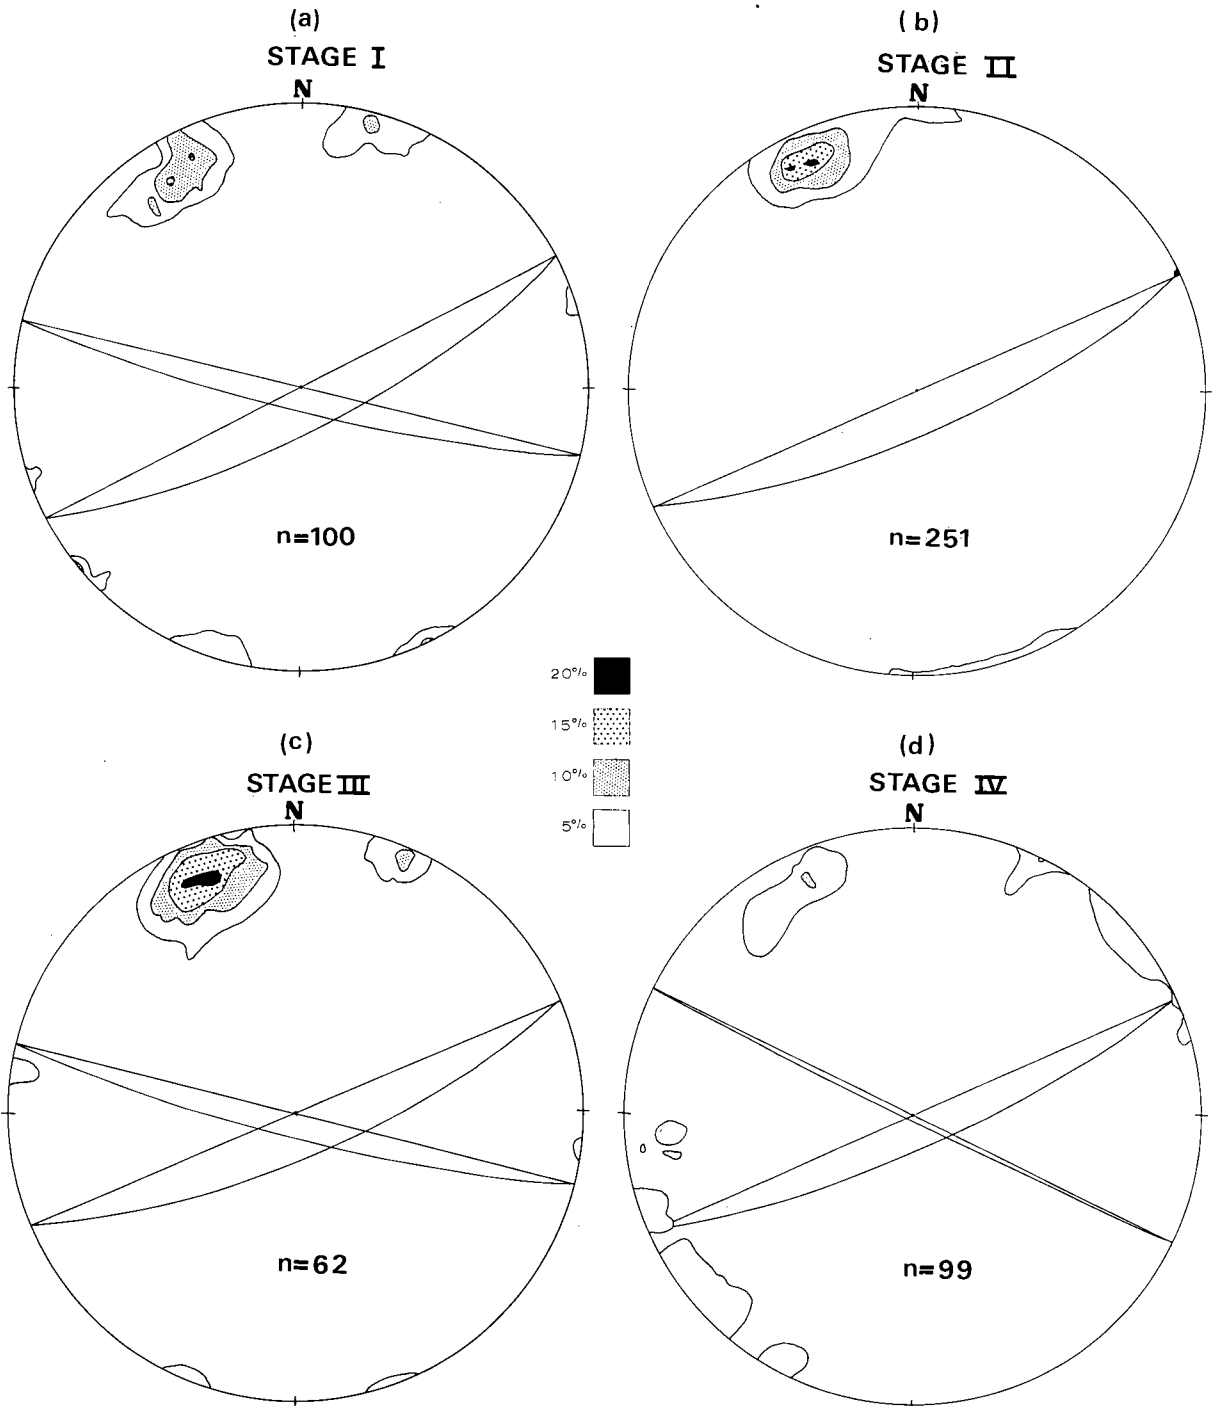 (a)
STAGE I
N
n=100
(b)
STAGE II
N
n=251
20%
15%
10%
5%
(c)
STAGE III
N
n=62
(d)
STAGE IV
N
n=99